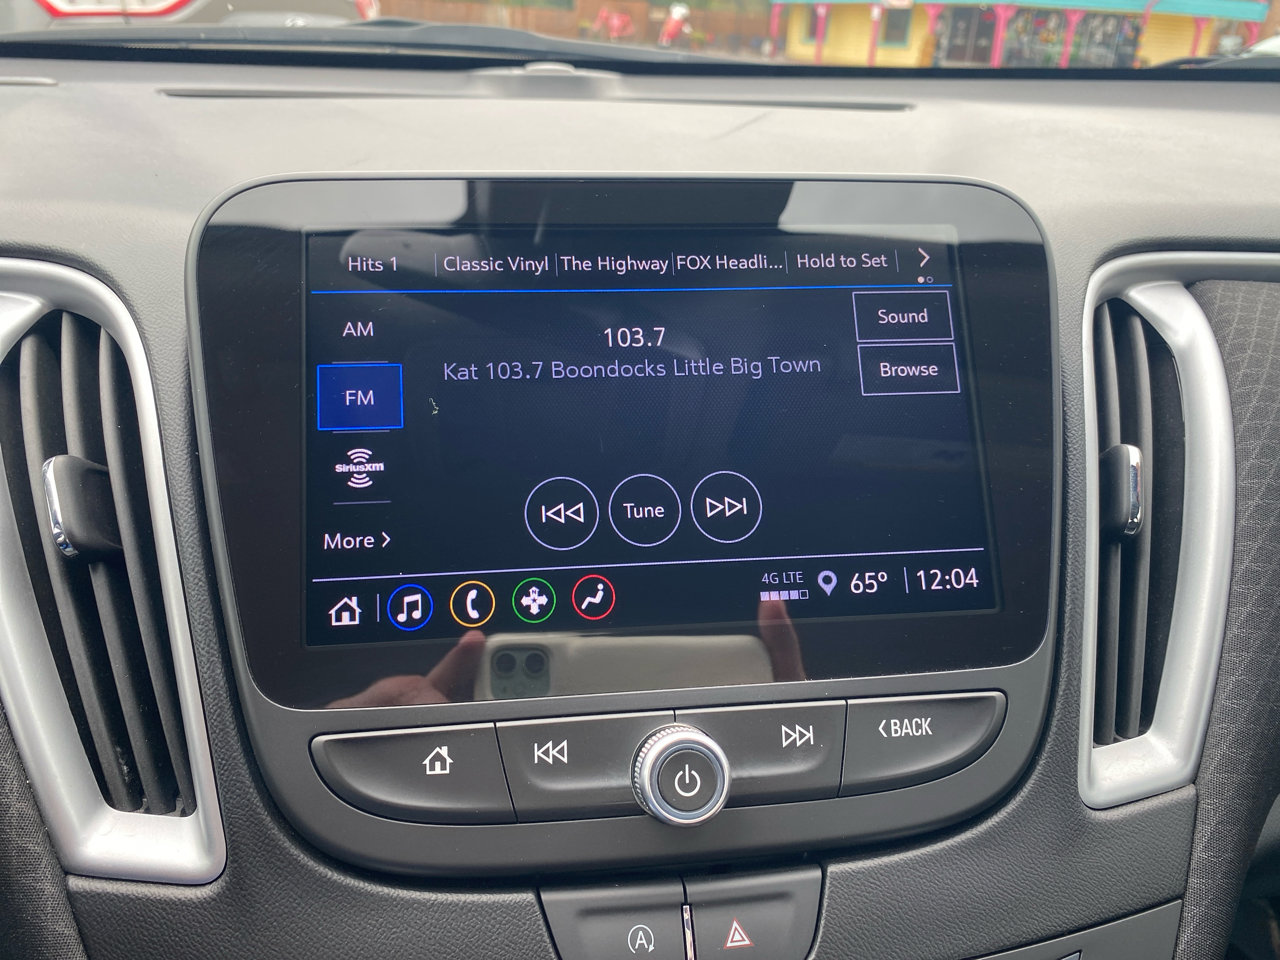 Hits 1
Classic Vinyl
The Highway
FOX Headli...
Hold to Set
AM
103.7
Sound
Kat 103.7 Boondocks Little Big Town
Browse
FM
SiriusXM
Tune
More
4G LTE
65°
12:04
BACK
A